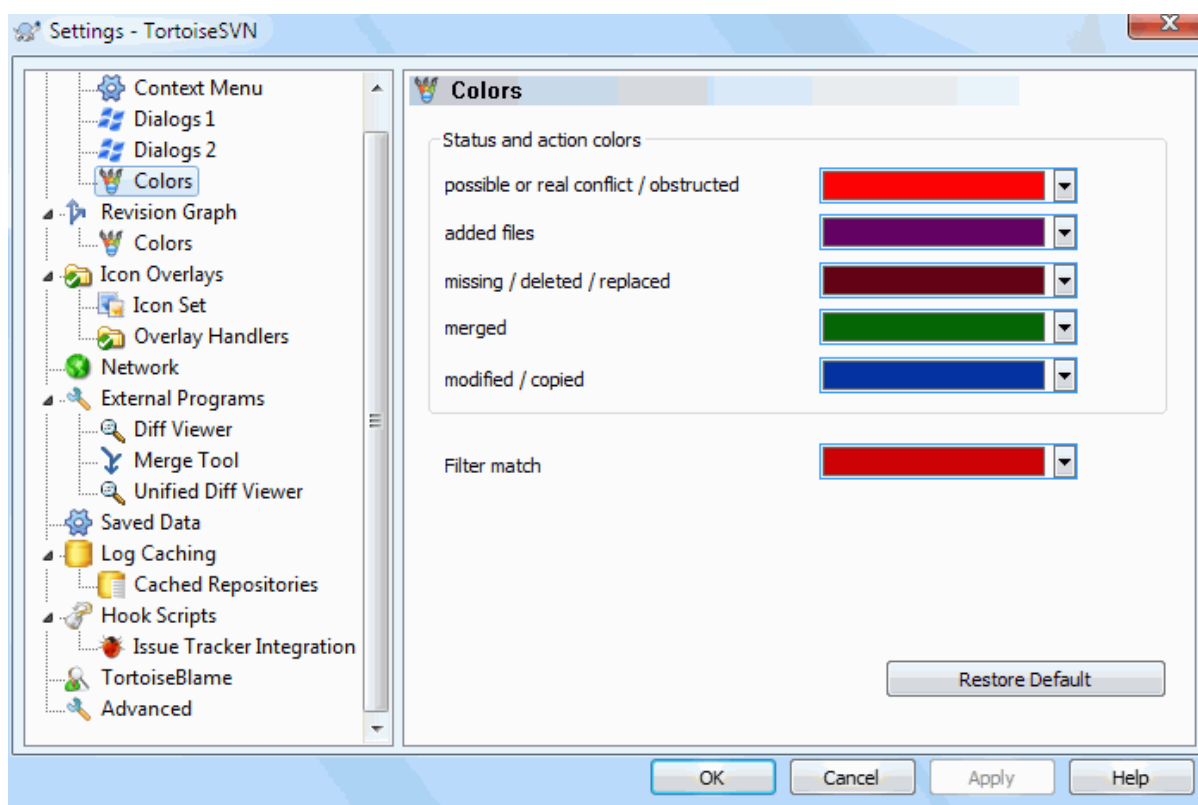 Settings - TortoiseSVN
x
Context Menu
Dialogs 1
Dialogs 2
Colors
Revision Graph
Colors
Icon Overlays
Icon Set
Overlay Handlers
Network
External Programs
Diff Viewer
Merge Tool
Unified Diff Viewer
Saved Data
Log Caching
Cached Repositories
Hook Scripts
Issue Tracker Integration
TortoiseBlame
Advanced
Colors
Status and action colors
possible or real conflict / obstructed
added files
missing / deleted / replaced
merged
modified / copied
Filter match
Restore Default
OK
Cancel
Apply
Help